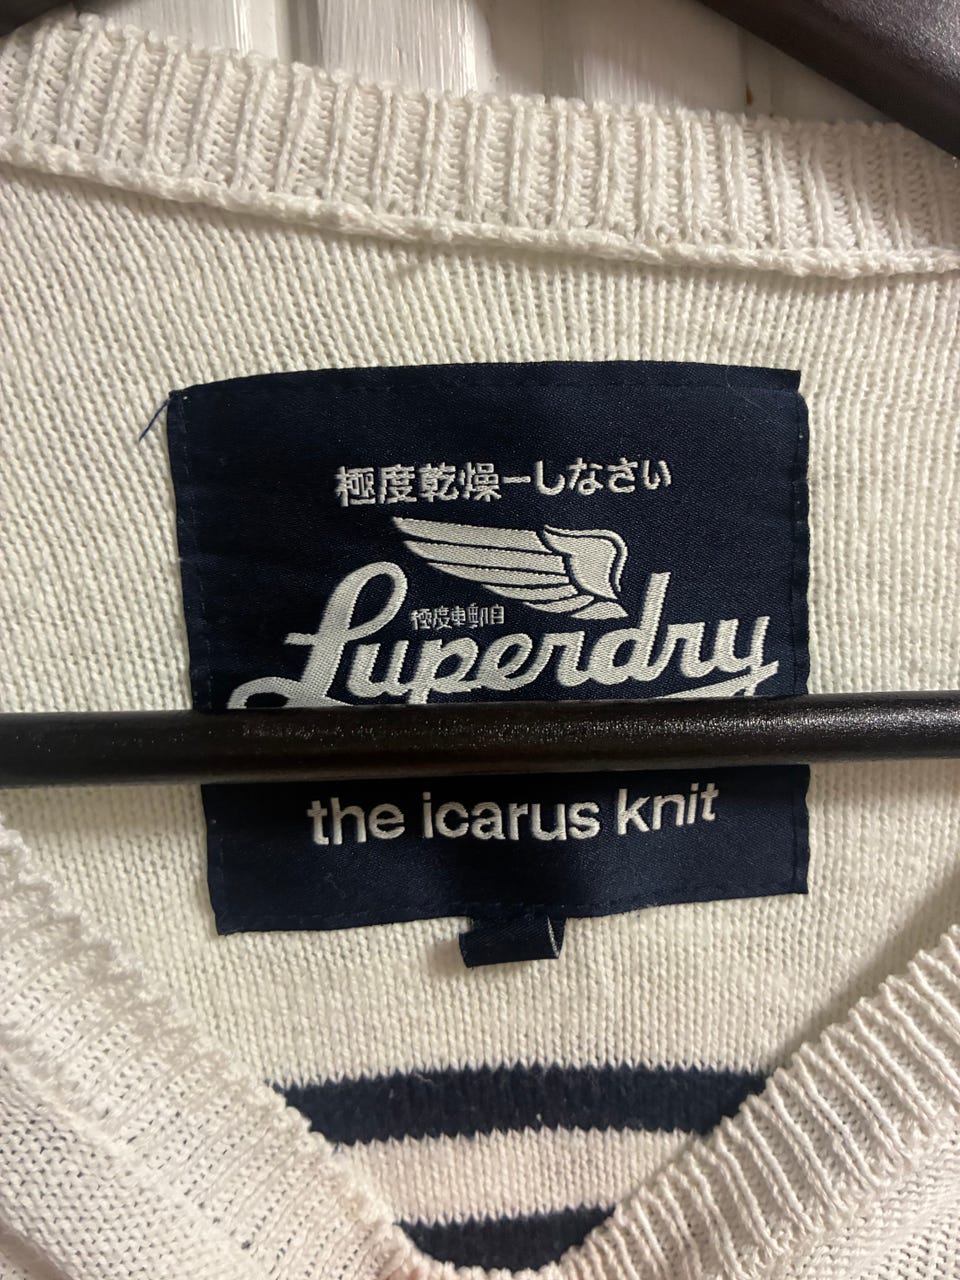 極度乾燥ーしなさい
Superdry
the icarus knit